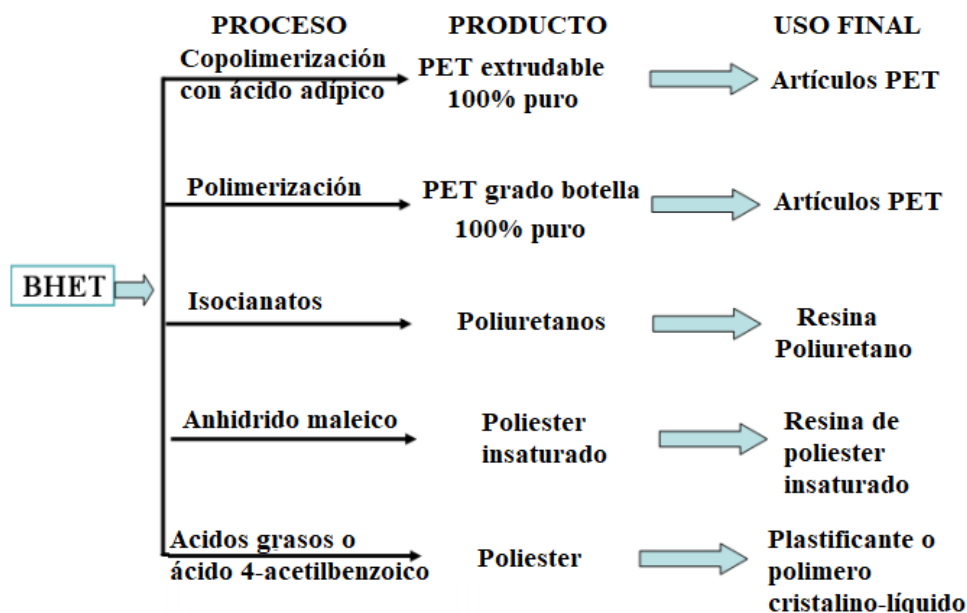 PROCESO PRODUCTO USO FINAL
Copolimerización
con ácido adípico
PET extrudable
100% puro
Artículos PET
Polimerización
PET grado botella
100% puro
Artículos PET
BHET
Isocianatos
Poliuretanos
Resina
Poliuretano
Anhidrido maleico
Poliester
insaturado
Resina de
poliester
insaturado
Acidos grasos o
ácido 4-acetilbenzoico
Poliester
Plastificante o
polimero
cristalino-líquido